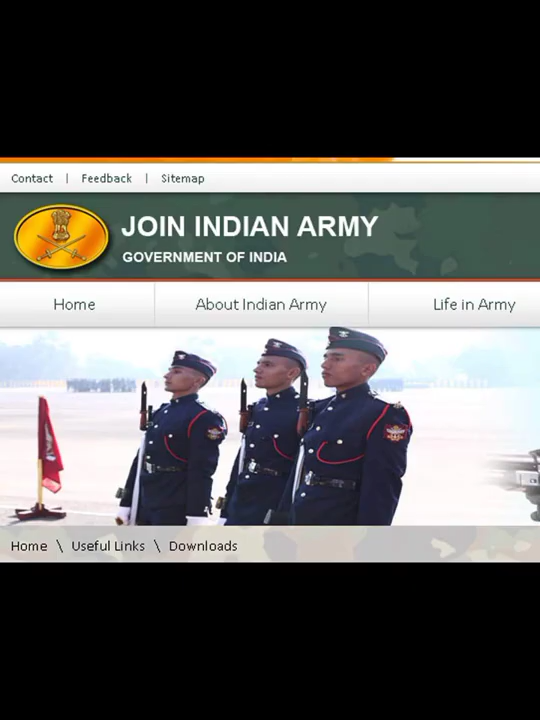 Contact | Feedback | Sitemap
JOIN INDIAN ARMY
GOVERNMENT OF INDIA
Home About Indian Army Life in Army
Home \ Useful Links \ Downloads